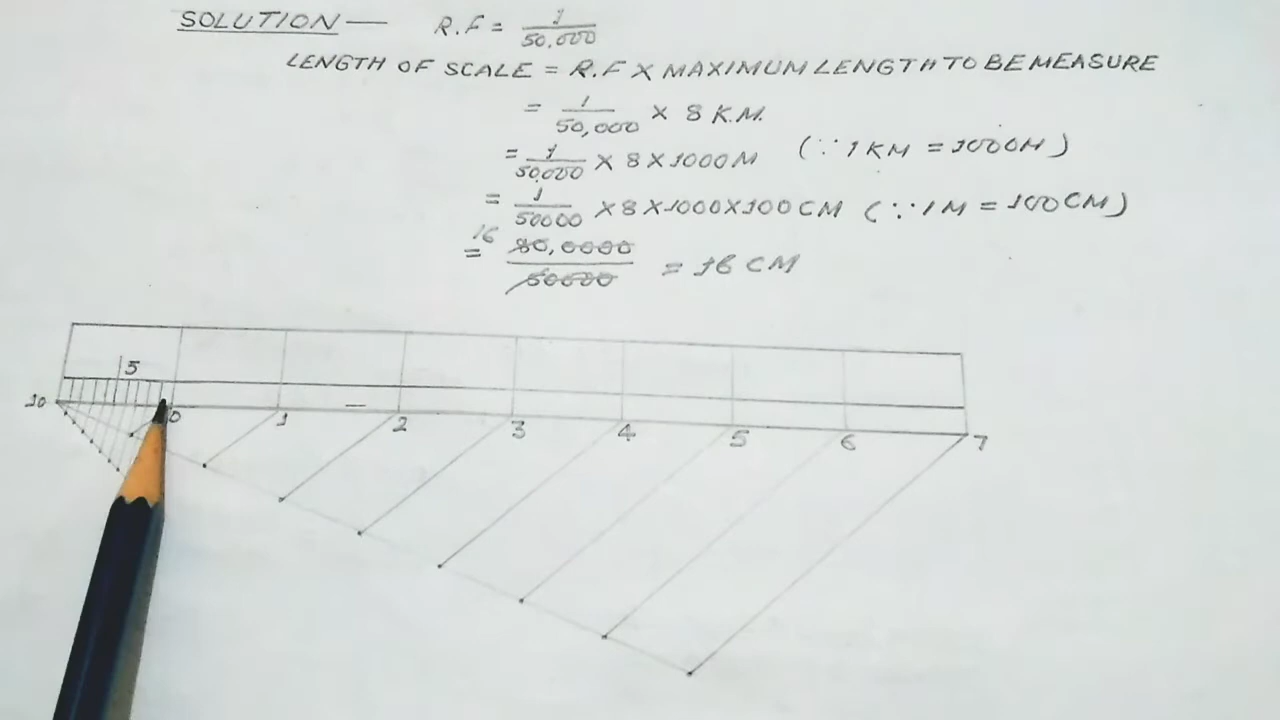 SOLUTION — R.F = 1/50,000
LENGTH OF SCALE = R.F X MAXIMUM LENGTH TO BE MEASURE
= 1/50,000 X 8 K.M.
= 1/50,000 X 8 X 1000 M (∵ 1 KM = 1000M)
= 1/50000 X 8 X 1000 X 100 CM (∵ 1 M = 100 CM)
= 16 80,0000/50000 = 16 CM
5
10 0 1 2 3 4 5 6 7